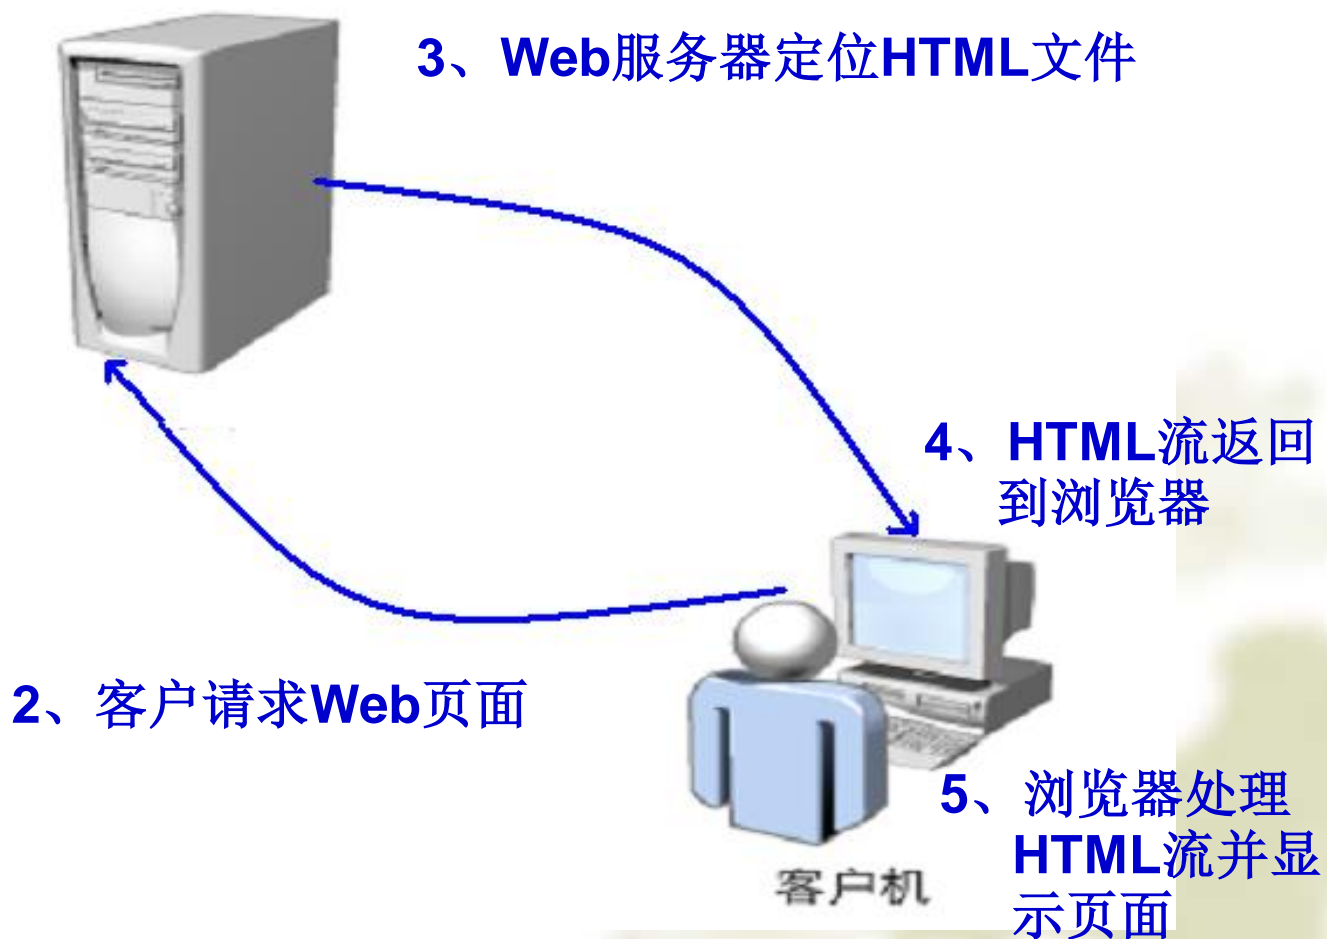 3、Web服务器定位HTML文件
4、HTML流返回
到浏览器
2、客户请求Web页面
5、浏览器处理
HTML流并显
示页面
客户机